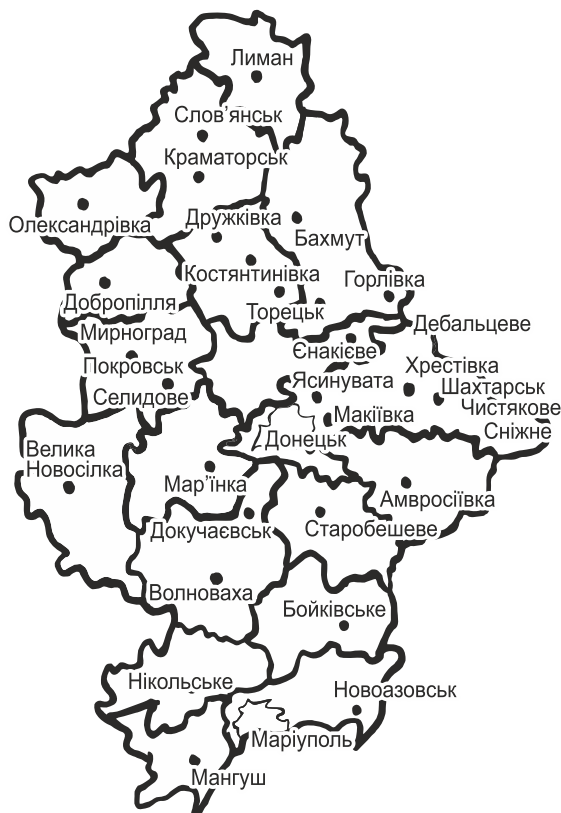 Лиман
Слов’янськ
Краматорськ
Олександрівка
Дружківка
Бахмут
Костянтинівка
Горлівка
Добропілля
Торецьк
Дебальцеве
Мирноград
Єнакієве
Покровськ
Хрестівка
Ясинувата
Шахтарськ
Селидове
Чистякове
Макіївка
Сніжне
Донецьк
Велика
Новосілка
Мар’їнка
Амвросіївка
Докучаєвськ
Старобешеве
Волноваха
Бойківське
Нікольське
Новоазовськ
Маріуполь
Мангуш